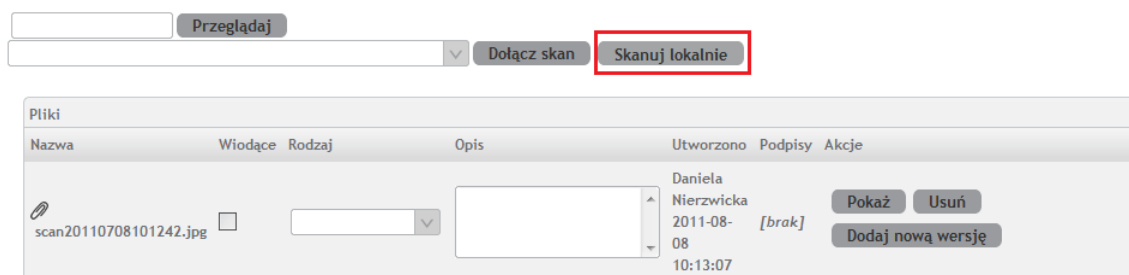 Przeglądaj
Dołącz skan Skanuj lokalnie
Pliki
Nazwa Wiodące Rodzaj Opis Utworzono Podpisy Akcje
scan20110708101242.jpg
Daniela
Nierzwicka
2011-08-
08
10:13:07
[brak]
Pokaż Usuń
Dodaj nową wersję